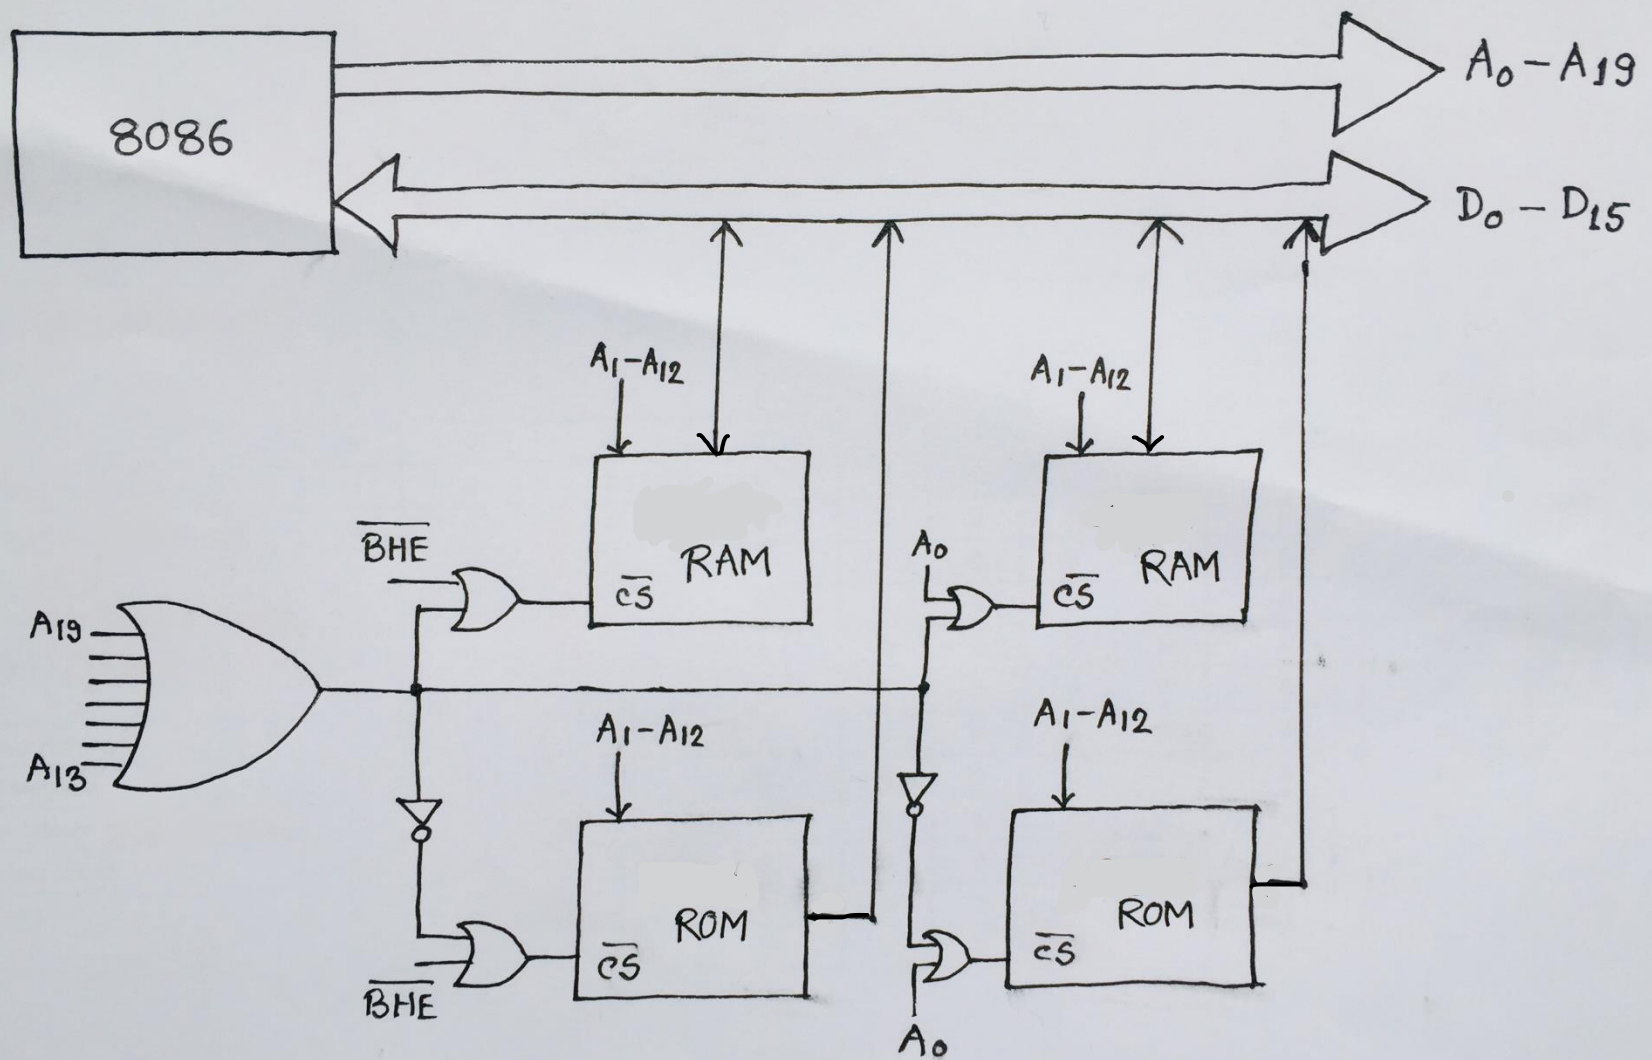 A0 - A19
8086
D0 - D15
A1-A12
A1-A12
BHE
A0
RAM
RAM
CS
CS
A19
A1-A12
A1-A12
A13
ROM
ROM
CS
CS
BHE
A0